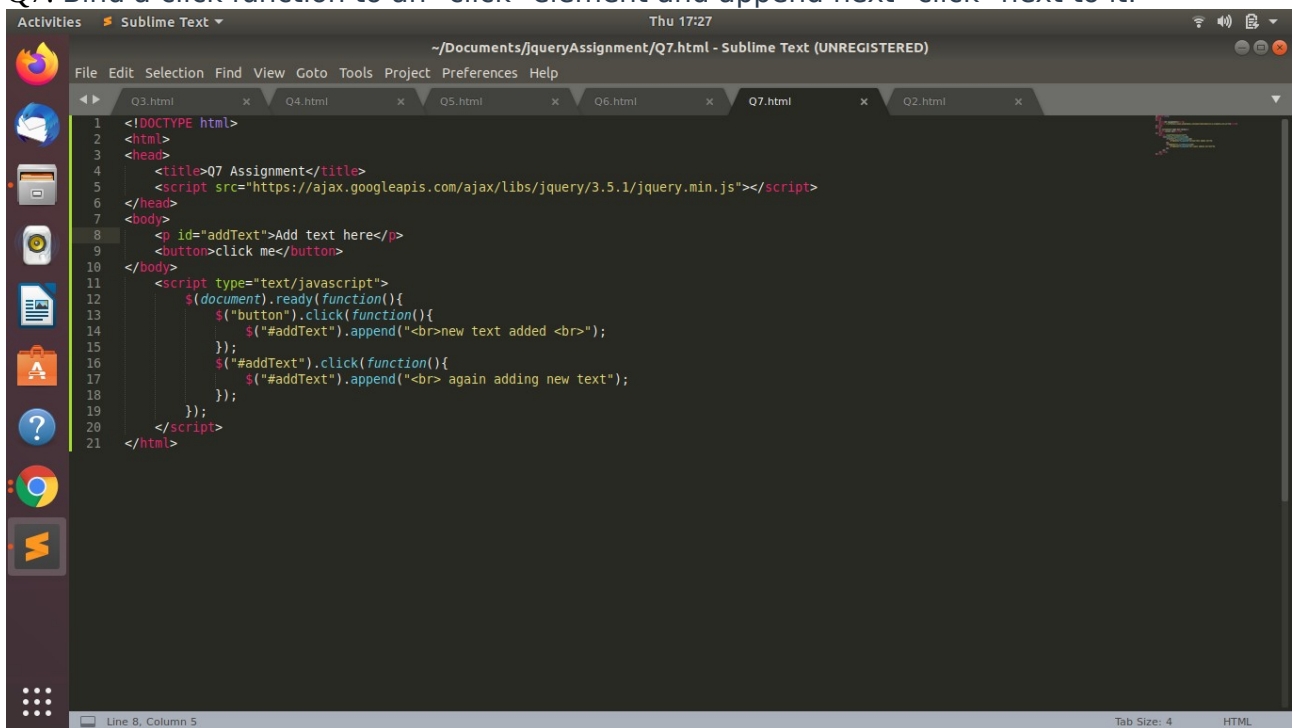 Q7. Bind a click function to an "click" element and append next "click" next to it.
Activities Sublime Text Thu 17:27
~/Documents/jqueryAssignment/Q7.html - Sublime Text (UNREGISTERED)
File Edit Selection Find View Goto Tools Project Preferences Help
Q3.html Q4.html Q5.html Q6.html Q7.html Q2.html
1 <!DOCTYPE html>
2 <html>
3 <head>
4 <title>Q7 Assignment</title>
5 <script src="https://ajax.googleapis.com/ajax/libs/jquery/3.5.1/jquery.min.js"></script>
6 </head>
7 <body>
8 <p id="addText">Add text here</p>
9 <button>click me</button>
10 </body>
11 <script type="text/javascript">
12 $(document).ready(function(){
13 $("button").click(function(){
14 $("#addText").append("<br>new text added <br>");
15 });
16 $("#addText").click(function(){
17 $("#addText").append("<br> again adding new text");
18 });
19 });
20 </script>
21 </html>
Line 8, Column 5 Tab Size: 4 HTML